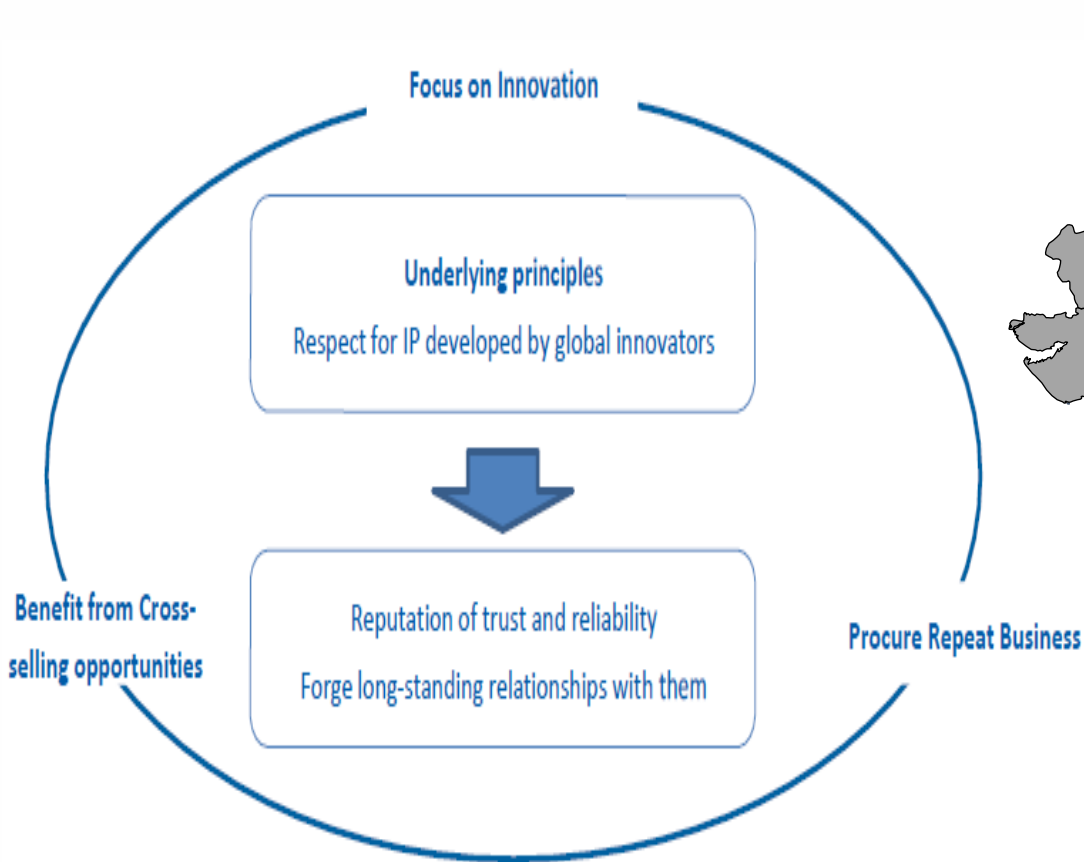 Focus on Innovation
Underlying principles
Respect for IP developed by global innovators
Reputation of trust and reliability
Forge long-standing relationships with them
Benefit from Cross-
selling opportunities
Procure Repeat Business